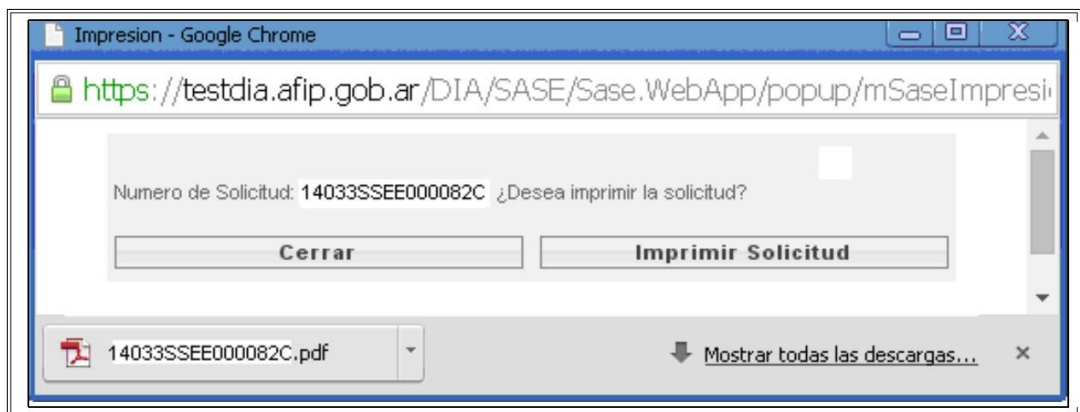 Impresion - Google Chrome
https://testdia.afip.gob.ar/DIA/SASE/Sase.WebApp/popup/mSaseImpresi
Numero de Solicitud: 14033SSEE000082C ¿Desea imprimir la solicitud?
Cerrar Imprimir Solicitud
14033SSEE000082C.pdf Mostrar todas las descargas...